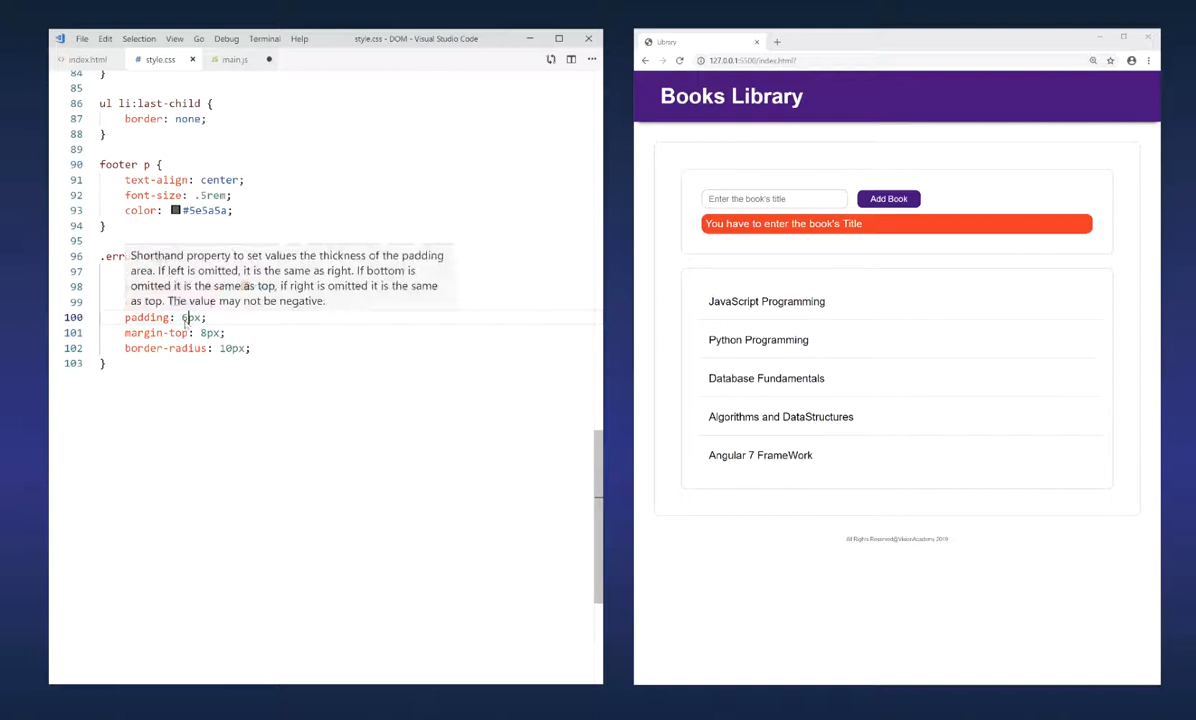 File Edit Selection View Go Debug Terminal Help style.css - DOM - Visual Studio Code
<> index.html # style.css × JS main.js ●
84 }
85
86 ul li:last-child {
87 border: none;
88 }
89
90 footer p {
91 text-align: center;
92 font-size: .5rem;
93 color: #5e5a5a;
94 }
95
96 .err
97
98
99
100 padding: 6px;
101 margin-top: 8px;
102 border-radius: 10px;
103 }
Shorthand property to set values the thickness of the padding
area. If left is omitted, it is the same as right. If bottom is
omitted it is the same as top, if right is omitted it is the same
as top. The value may not be negative.
Library
127.0.0.1:5500/index.html?
Books Library
Enter the book's title Add Book
You have to enter the book's Title
JavaScript Programming
Python Programming
Database Fundamentals
Algorithms and DataStructures
Angular 7 FrameWork
All Rights Reserved@VisionAcademy 2019